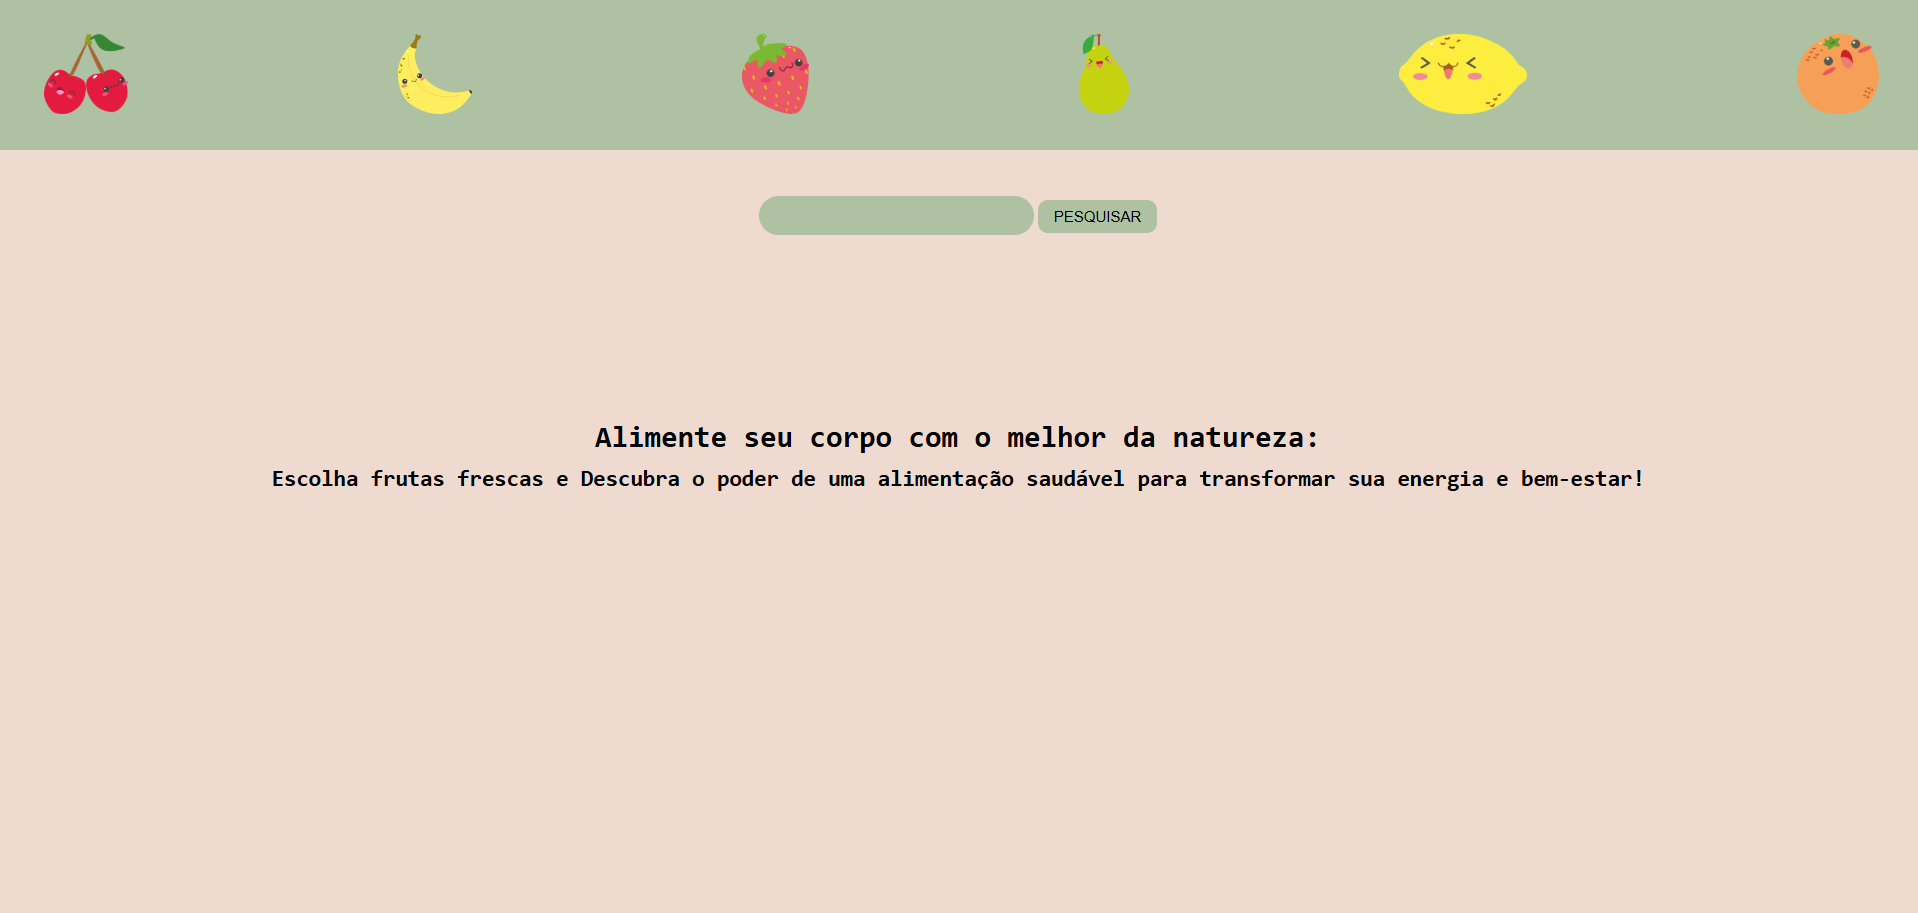 PESQUISAR
Alimente seu corpo com o melhor da natureza:
Escolha frutas frescas e Descubra o poder de uma alimentação saudável para transformar sua energia e bem-estar!